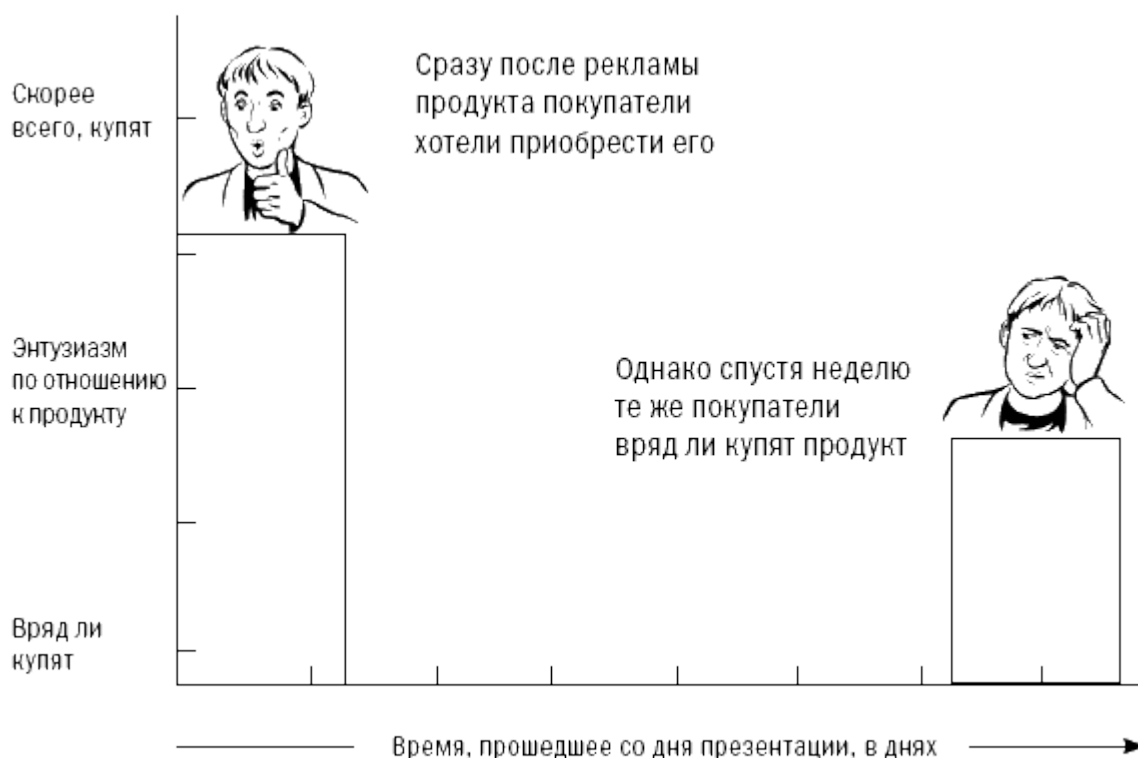 Скорее
всего, купят
Сразу после рекламы
продукта покупатели
хотели приобрести его
Энтузиазм
по отношению
к продукту
Однако спустя неделю
те же покупатели
вряд ли купят продукт
Вряд ли
купят
Время, прошедшее со дня презентации, в днях